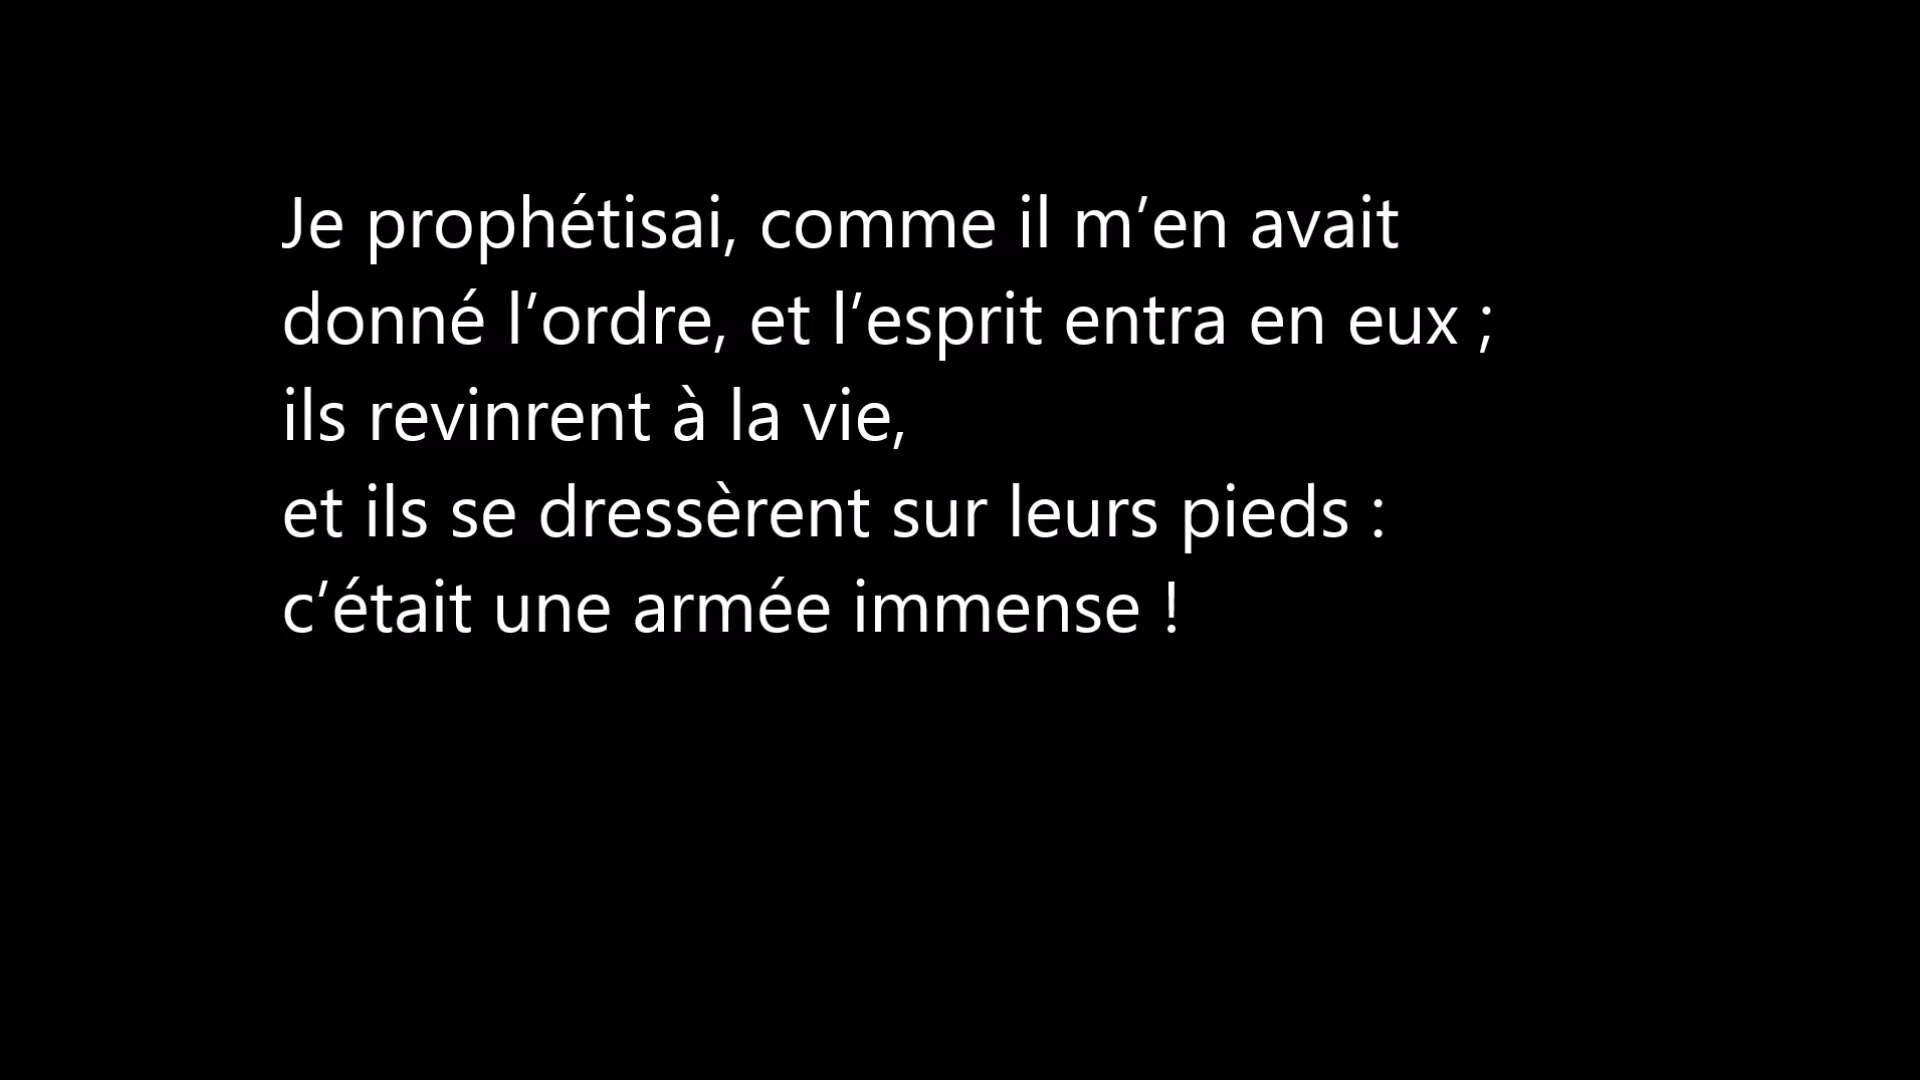 Je prophétisai, comme il m’en avait
donné l’ordre, et l’esprit entra en eux ;
ils revinrent à la vie,
et ils se dressèrent sur leurs pieds :
c’était une armée immense !